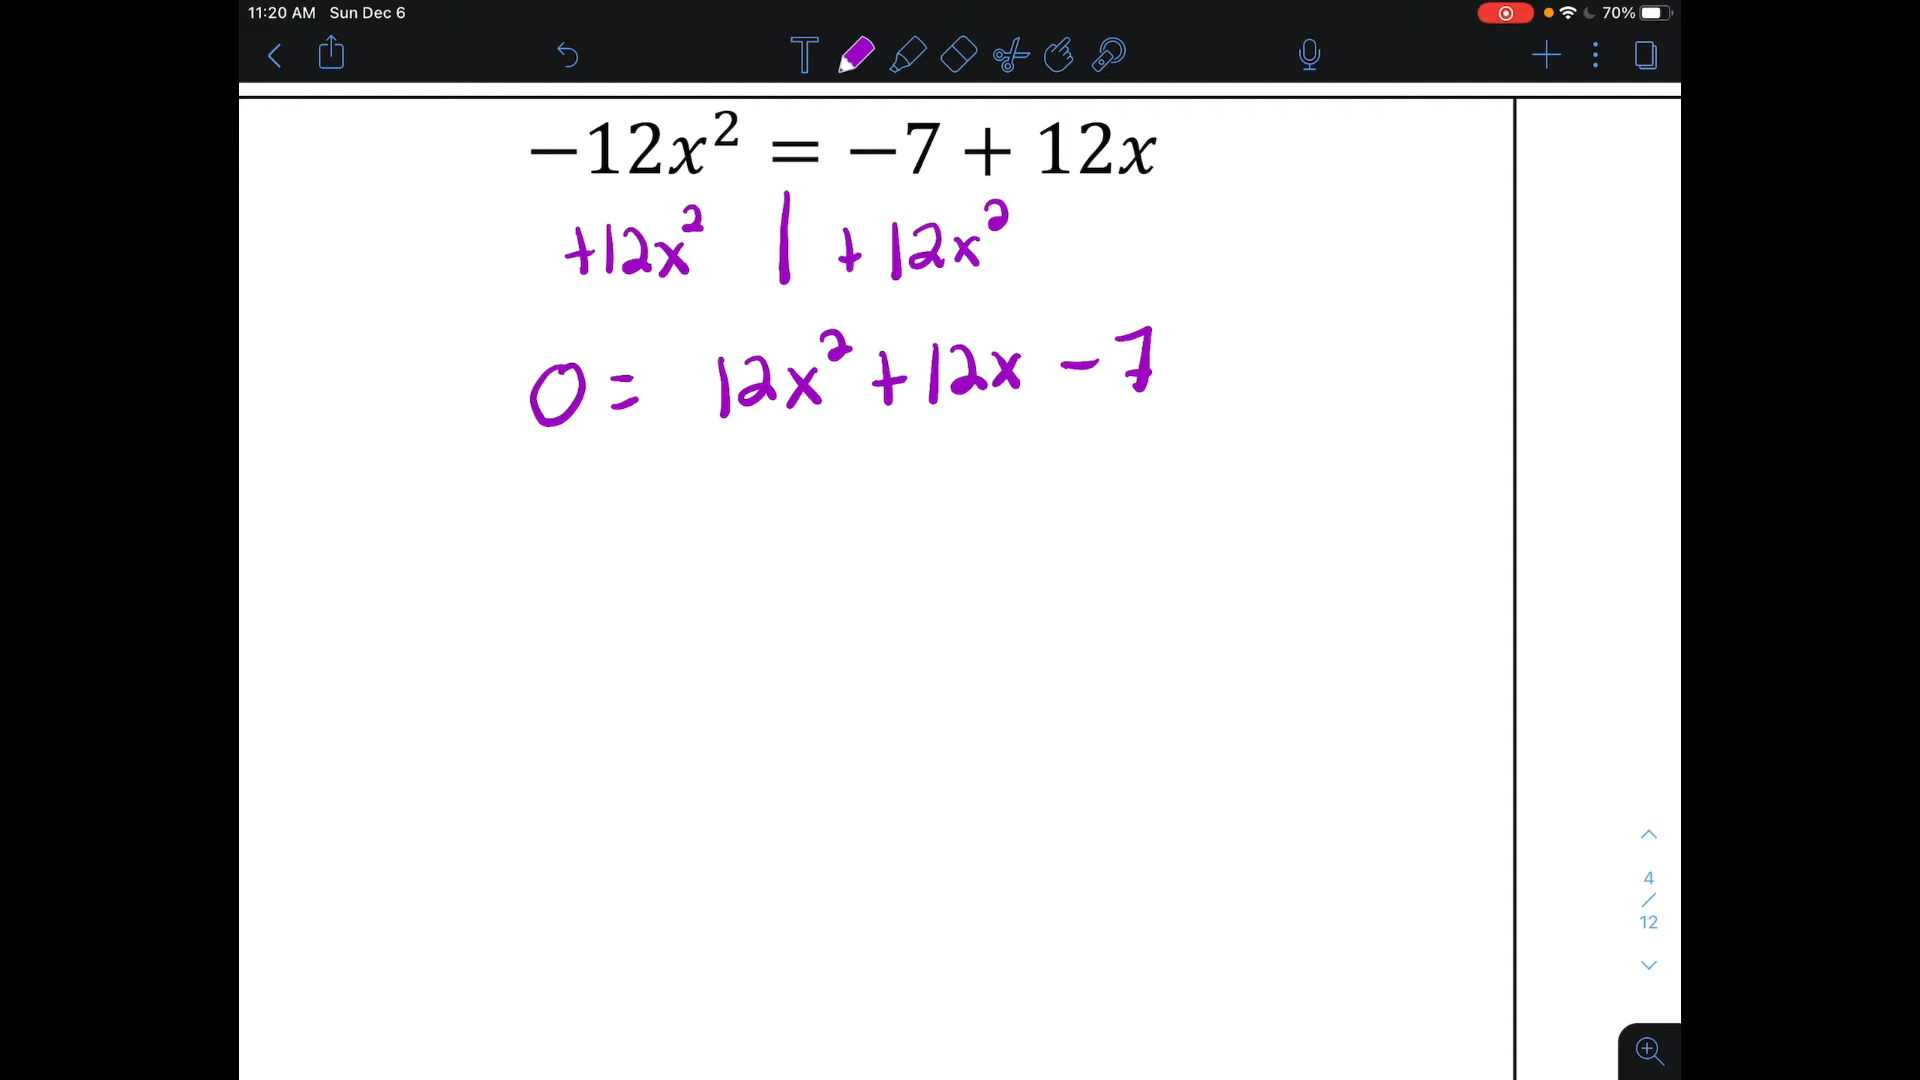 11:20 AM Sun Dec 6 70%
−12x² = −7 + 12x
+12x² | +12x²
0 = 12x² + 12x − 7
4
/
12